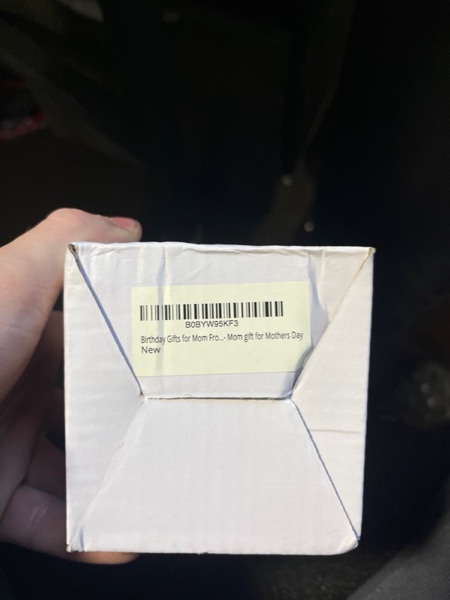 B0BYW95KF3
Birthday Gifts for Mom Fro...- Mom gift for Mothers Day
New